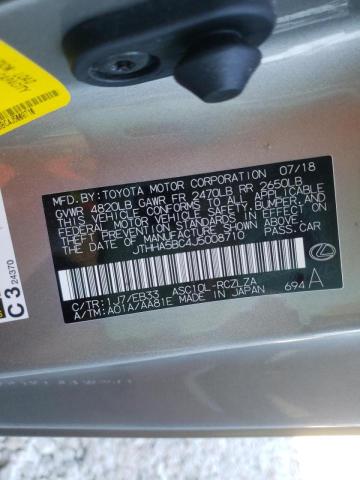 MFD.BY:TOYOTA MOTOR CORPORATION 07/18
GVWR 4820LB GAWR FR 2470LB RR 2650LB
THIS VEHICLE CONFORMS TO ALL APPLICABLE
FEDERAL MOTOR VEHICLE SAFETY, BUMPER, AND
THEFT PREVENTION STANDARDS IN EFFECT ON
THE DATE OF MANUFACTURE SHOWN ABOVE.
JTHHA5BC4J5008710 PASS.CAR
C/TR:1J7/EB33 ASC10L-RCZLZA
A/TM:A01A/AA81E MADE IN JAPAN 694 A
C 3 24370